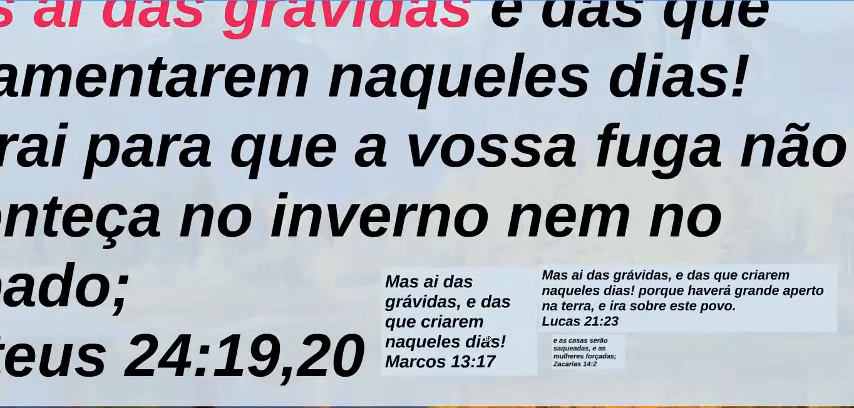 s ai das grávidas e das que
amentarem naqueles dias!
rai para que a vossa fuga não
onteça no inverno nem no
bado;
teus 24:19,20
Mas ai das
grávidas, e das
que criarem
naqueles dias!
Marcos 13:17
Mas ai das grávidas, e das que criarem
naqueles dias! porque haverá grande aperto
na terra, e ira sobre este povo.
Lucas 21:23
e as casas serão
saqueadas, e as
mulheres forçadas;
Zacarias 14:2